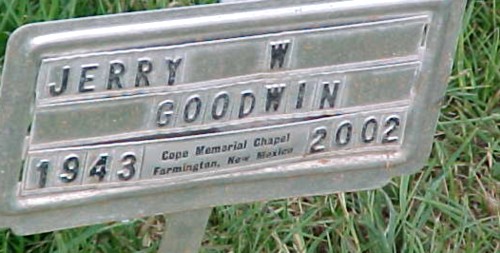 JERRY W
GOODWIN
1943 Cope Memorial Chapel 2002
Farmington, New Mexico